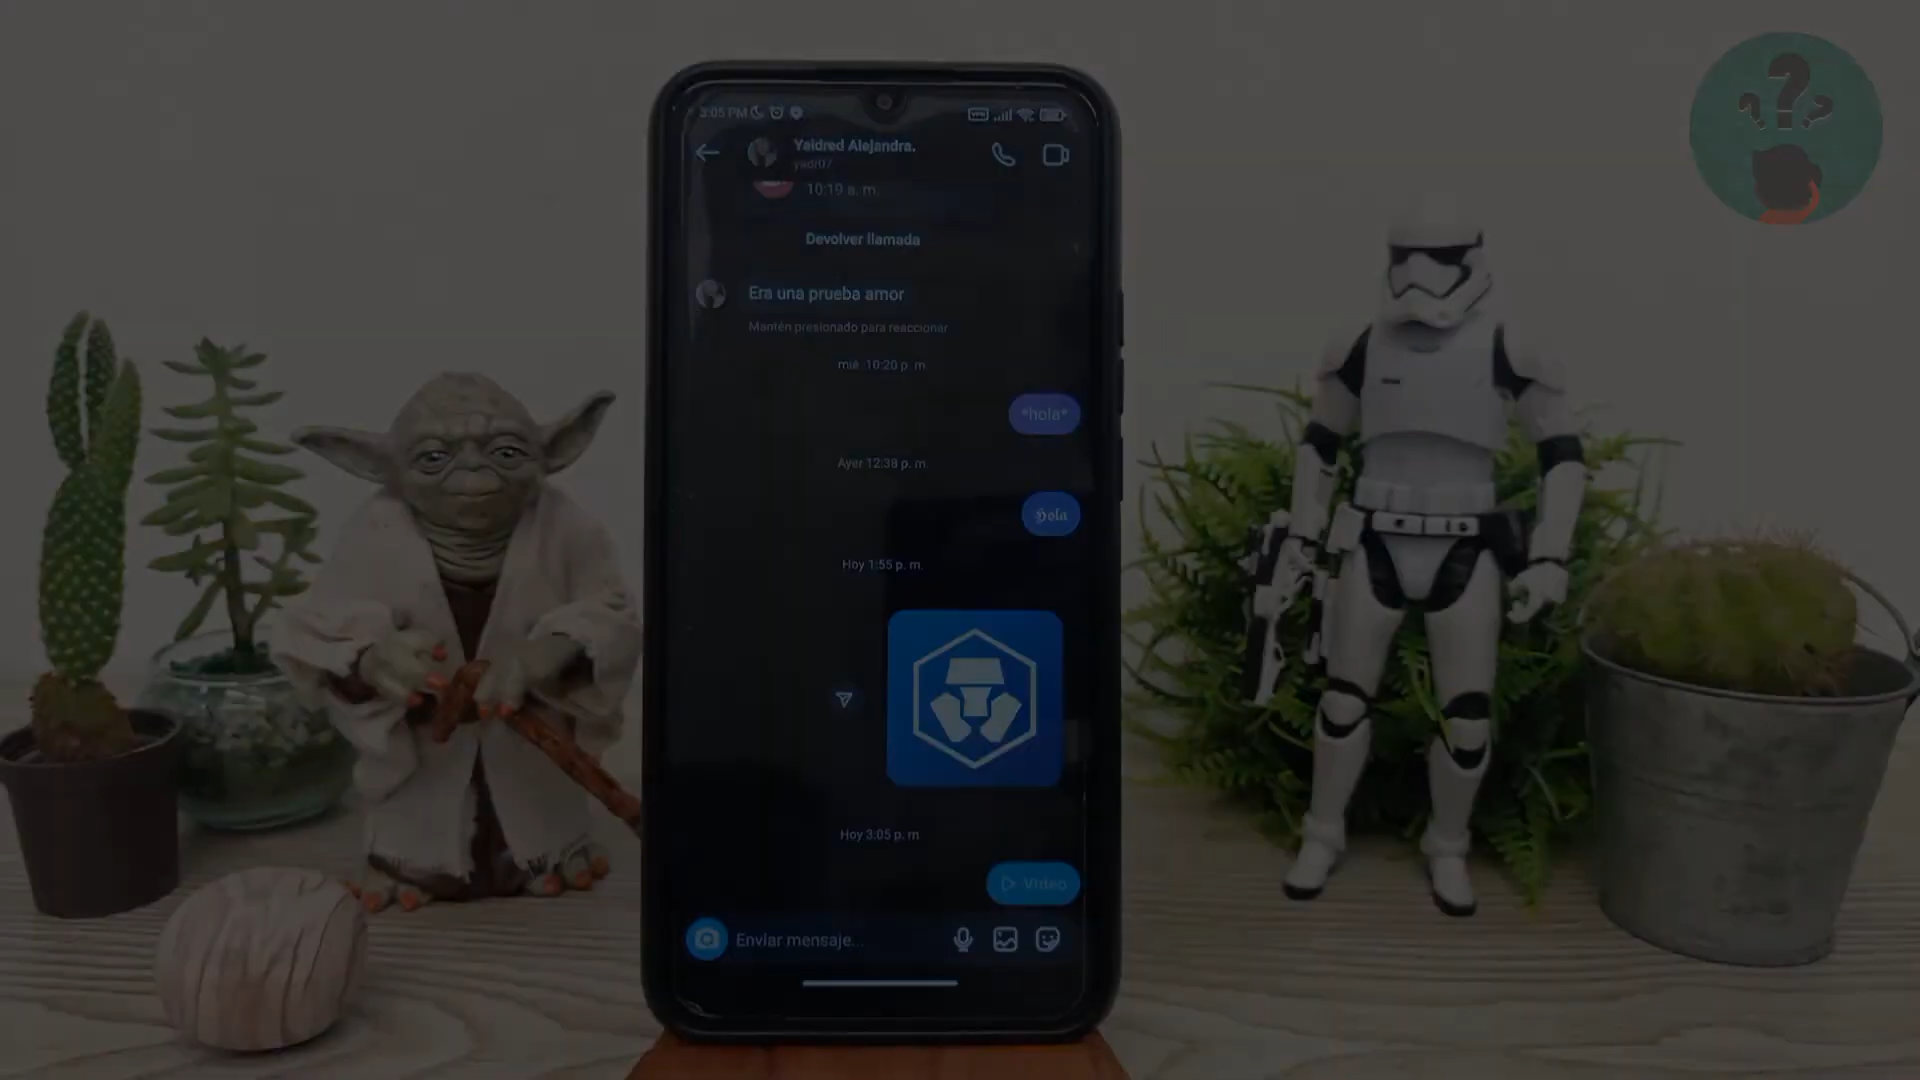 3:05 PM
Yaidred Alejandra.
yadr07
10:19 a. m.
Devolver llamada
Era una prueba amor
Mantén presionado para reaccionar
mié. 10:20 p. m.
*hola*
Ayer 12:38 p. m.
Hoy 1:55 p. m.
Hoy 3:05 p. m.
Video
Enviar mensaje...